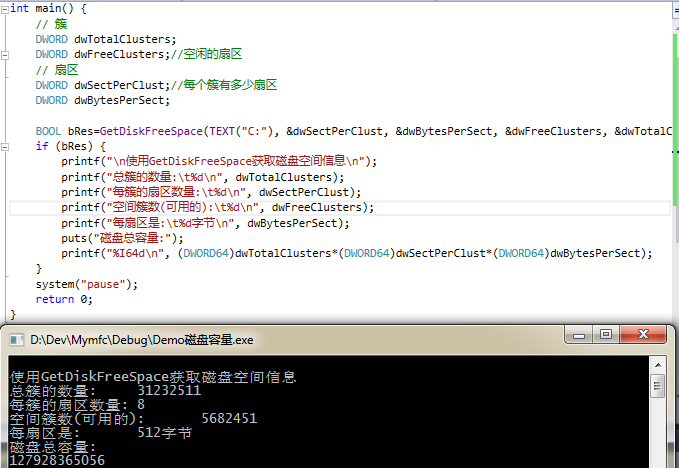 int main() {
// 簇
DWORD dwTotalClusters;
DWORD dwFreeClusters;//空闲的扇区
// 扇区
DWORD dwSectPerClust;//每个簇有多少扇区
DWORD dwBytesPerSect;
BOOL bRes=GetDiskFreeSpace(TEXT("C:"), &dwSectPerClust, &dwBytesPerSect, &dwFreeClusters, &dwTotalC
if (bRes) {
printf("\n使用GetDiskFreeSpace获取磁盘空间信息\n");
printf("总簇的数量:\t%d\n", dwTotalClusters);
printf("每簇的扇区数量:\t%d\n", dwSectPerClust);
printf("空间簇数(可用的):\t%d\n", dwFreeClusters);
printf("每扇区是:\t%d字节\n", dwBytesPerSect);
puts("磁盘总容量:");
printf("%I64d\n", (DWORD64)dwTotalClusters*(DWORD64)dwSectPerClust*(DWORD64)dwBytesPerSect);
}
system("pause");
return 0;
}
D:\Dev\Mymfc\Debug\Demo磁盘容量.exe
使用GetDiskFreeSpace获取磁盘空间信息
总簇的数量: 31232511
每簇的扇区数量: 8
空间簇数(可用的): 5682451
每扇区是: 512字节
磁盘总容量:
127928365056